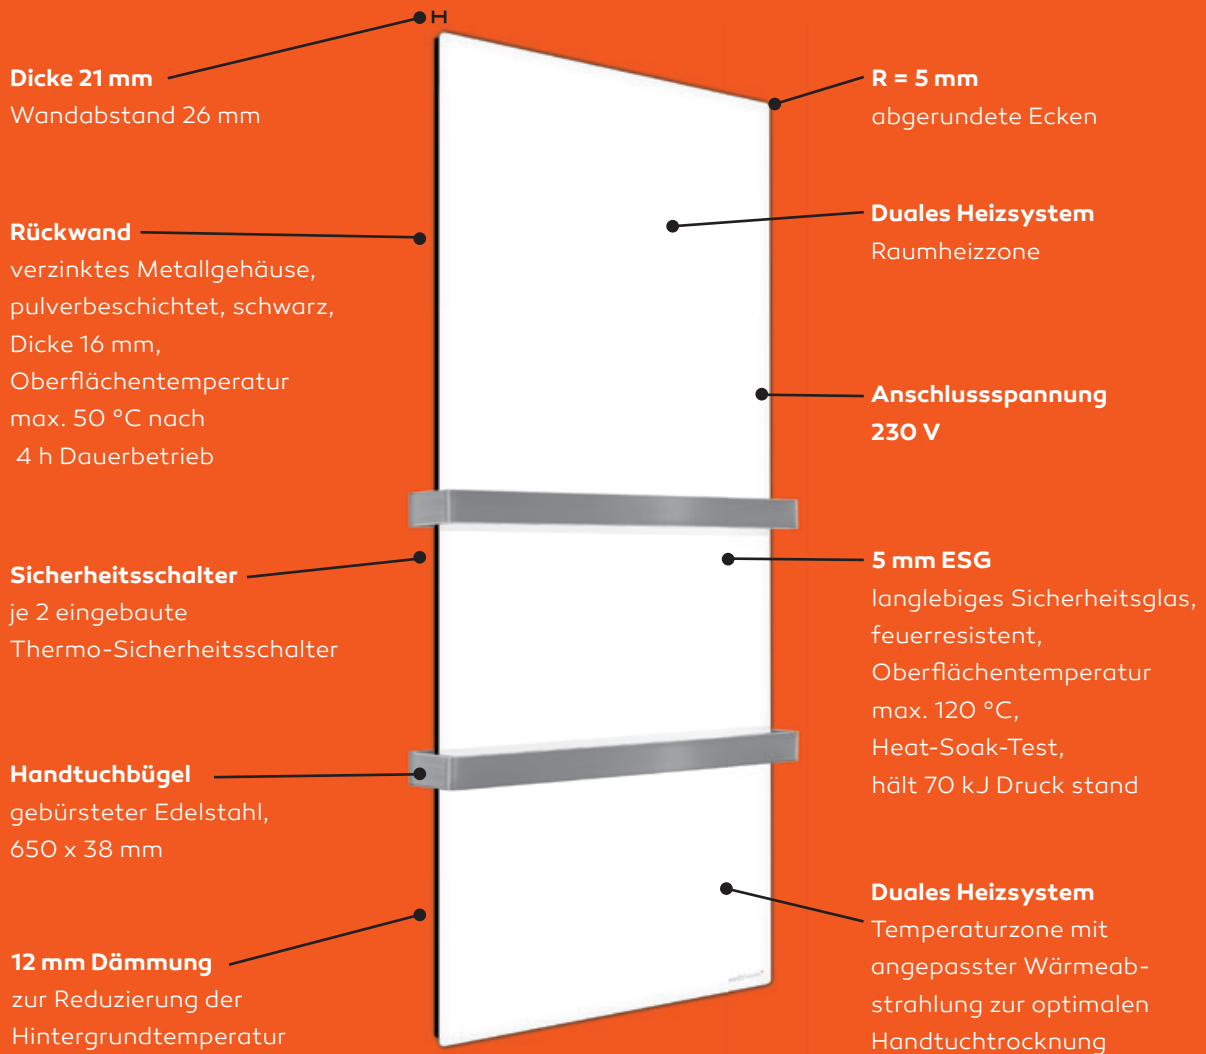 Dicke 21 mm
Wandabstand 26 mm
Rückwand
verzinktes Metallgehäuse,
pulverbeschichtet, schwarz,
Dicke 16 mm,
Oberflächentemperatur
max. 50 °C nach
4 h Dauerbetrieb
Sicherheitsschalter
je 2 eingebaute
Thermo-Sicherheitsschalter
Handtuchbügel
gebürsteter Edelstahl,
650 x 38 mm
12 mm Dämmung
zur Reduzierung der
Hintergrundtemperatur
R = 5 mm
abgerundete Ecken
Duales Heizsystem
Raumheizzone
Anschlussspannung
230 V
5 mm ESG
langlebiges Sicherheitsglas,
feuerresistent,
Oberflächentemperatur
max. 120 °C,
Heat-Soak-Test,
hält 70 kJ Druck stand
Duales Heizsystem
Temperaturzone mit
angepasster Wärmeab-
strahlung zur optimalen
Handtuchtrocknung